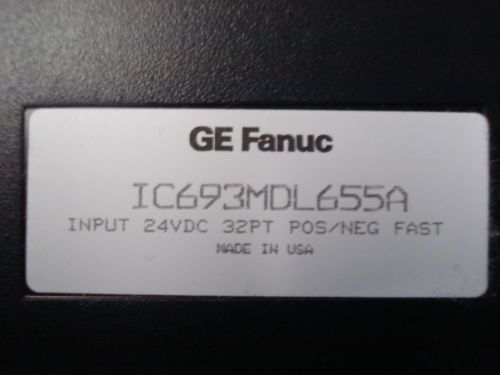 GE Fanuc
IC693MDL655A
INPUT 24VDC 32PT POS/NEG FAST
MADE IN USA